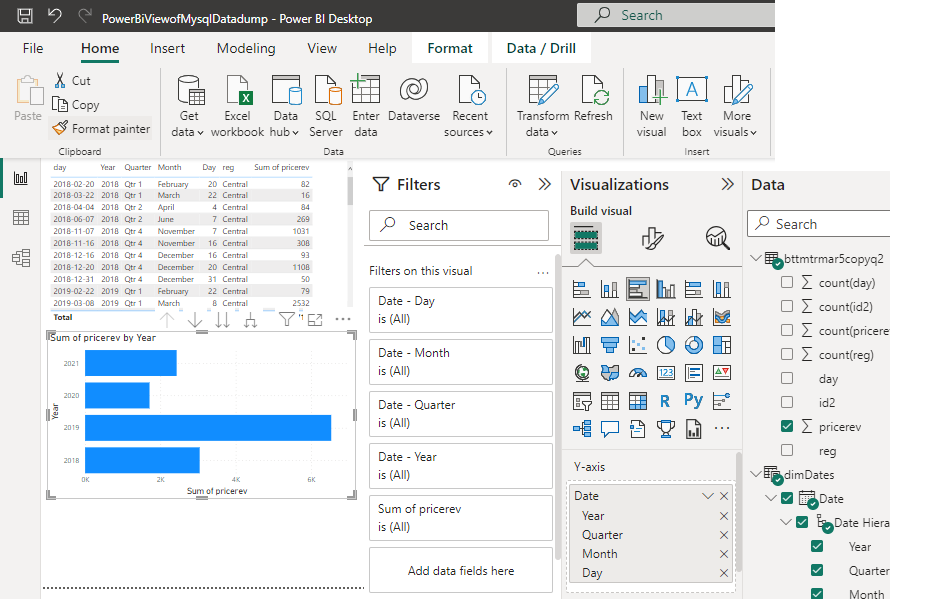 PowerBiViewofMysqlDatadump - Power BI Desktop
Search
File Home Insert Modeling View Help Format Data / Drill
Paste
Cut
Copy
Format painter
Get data
Excel workbook
Data hub
SQL Server
Enter data
Dataverse
Recent sources
Transform data
Refresh
New visual
Text box
More visuals
Clipboard
Data
Queries
Insert
day Year Quarter Month Day reg Sum of pricerev
2018-02-20 2018 Qtr 1 February 20 Central 82
2018-03-22 2018 Qtr 1 March 22 Central 16
2018-04-04 2018 Qtr 2 April 4 Central 84
2018-06-07 2018 Qtr 2 June 7 Central 269
2018-11-07 2018 Qtr 4 November 7 Central 1031
2018-11-16 2018 Qtr 4 November 16 Central 308
2018-12-16 2018 Qtr 4 December 16 Central 93
2018-12-20 2018 Qtr 4 December 20 Central 1108
2018-12-31 2018 Qtr 4 December 31 Central 50
2019-02-22 2019 Qtr 1 February 22 Central 79
2019-03-08 2019 Qtr 1 March 8 Central 2532
Total
Sum of pricerev by Year
Year
2021
2020
2019
2018
0K 2K 4K 6K
Sum of pricerev
Filters
Search
Filters on this visual
Date - Day
is (All)
Date - Month
is (All)
Date - Quarter
is (All)
Date - Year
is (All)
Sum of pricerev
is (All)
Add data fields here
Visualizations
Build visual
123
R
Py
Y-axis
Date
Year
Quarter
Month
Day
Data
Search
bttmtrmar5copyq2
count(day)
count(id2)
count(pricere
count(reg)
day
id2
pricerev
reg
dimDates
Date
Date Hiera
Year
Quarter
Month